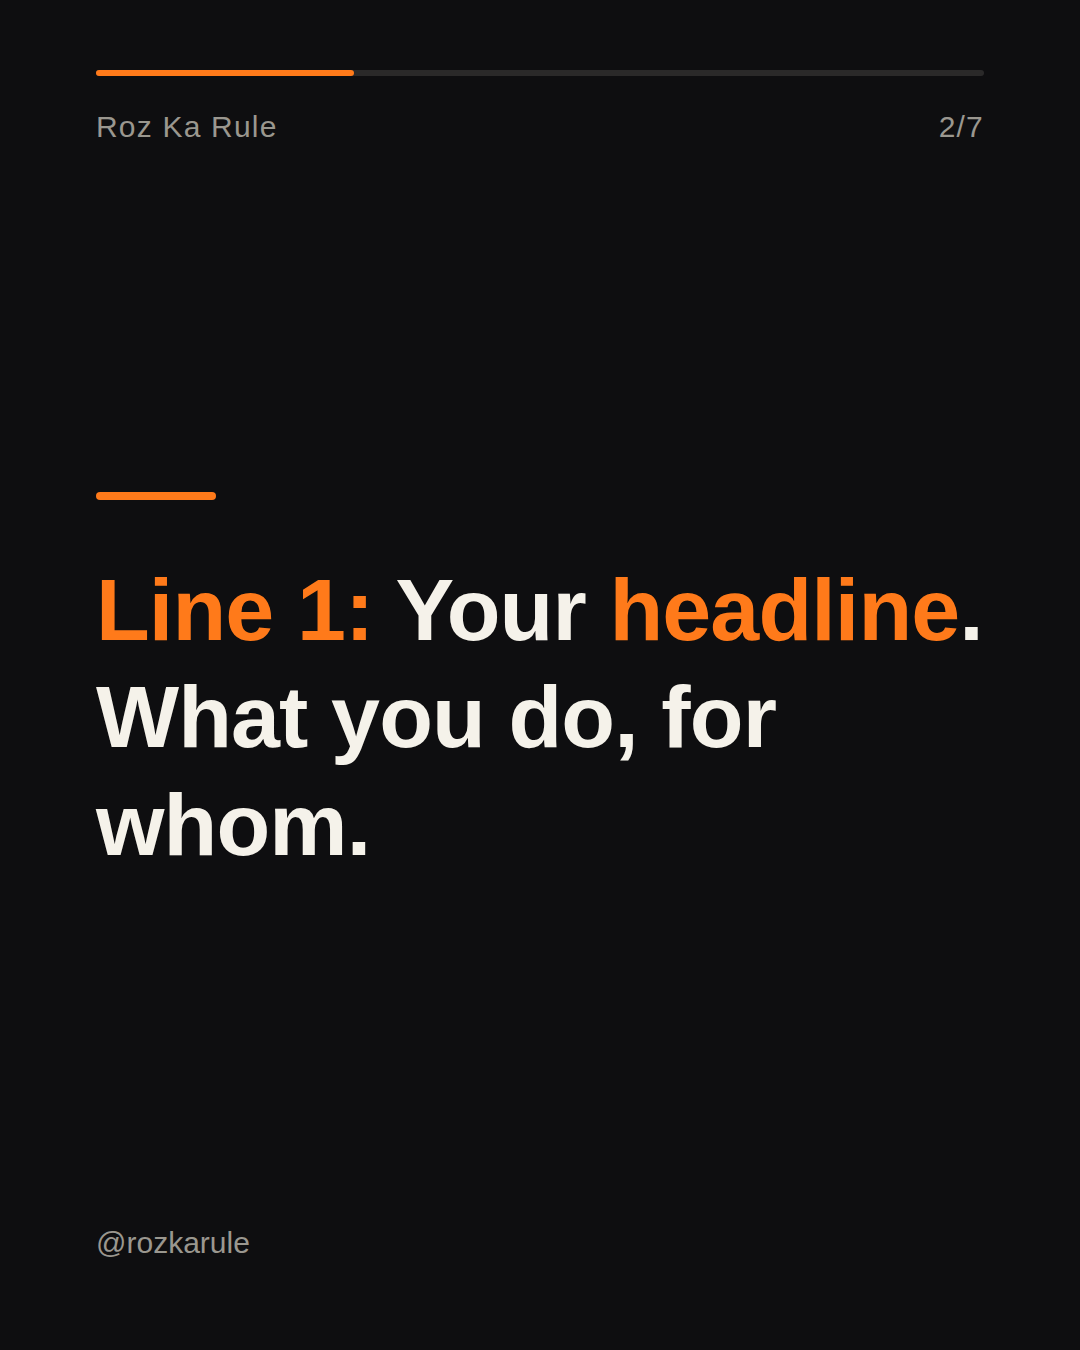 Roz Ka Rule
2/7
Line 1: Your headline.
What you do, for
whom.
@rozkarule